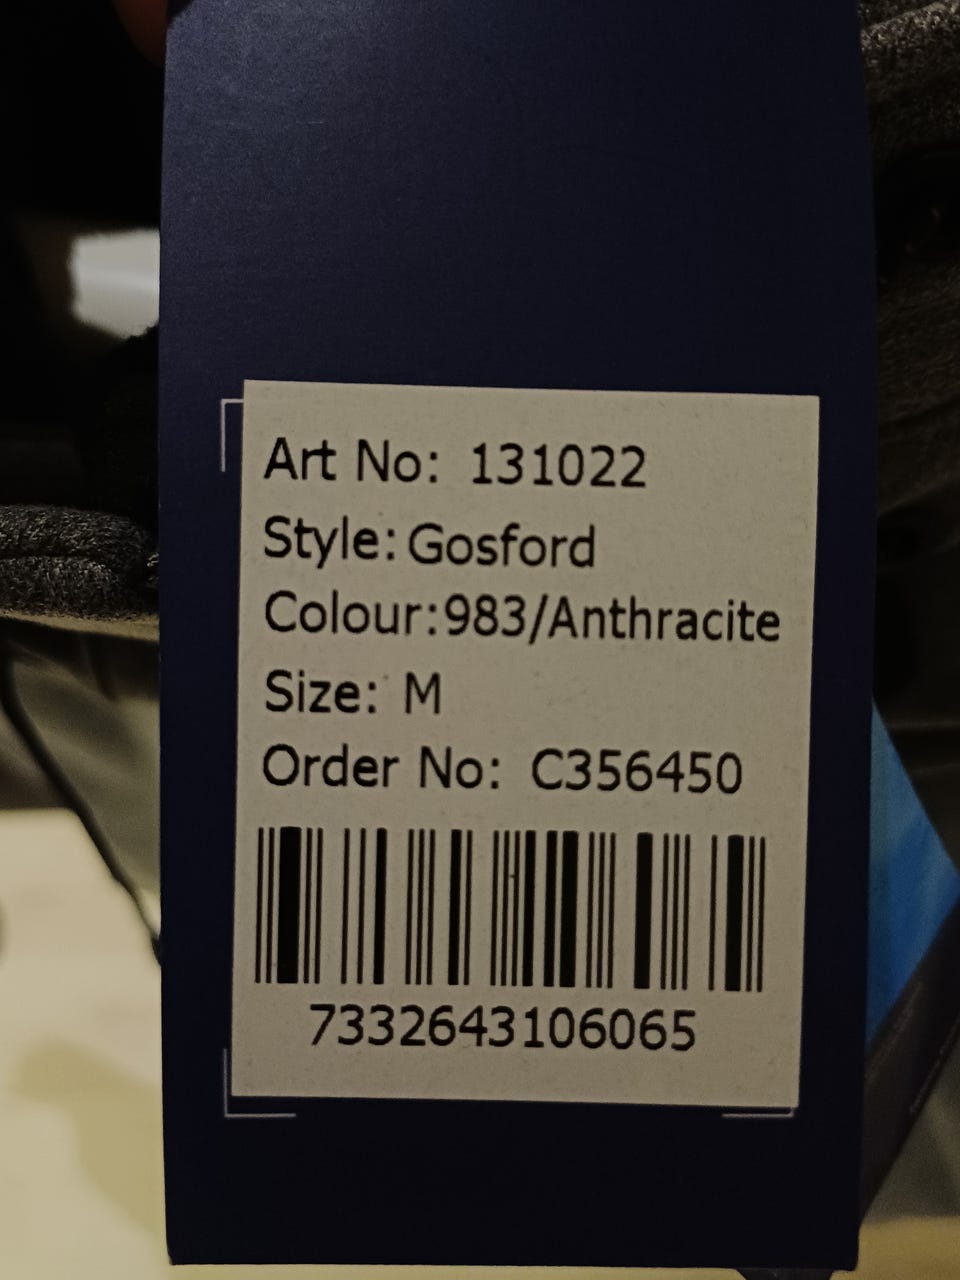 Art No: 131022
Style: Gosford
Colour:983/Anthracite
Size: M
Order No: C356450
7332643106065